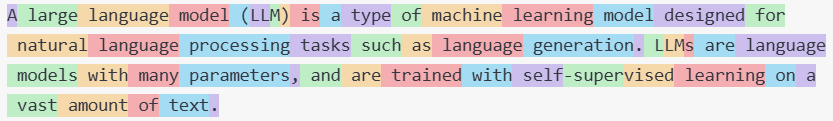 A large language model (LLM) is a type of machine learning model designed for
natural language processing tasks such as language generation. LLMs are language
models with many parameters, and are trained with self-supervised learning on a
vast amount of text.